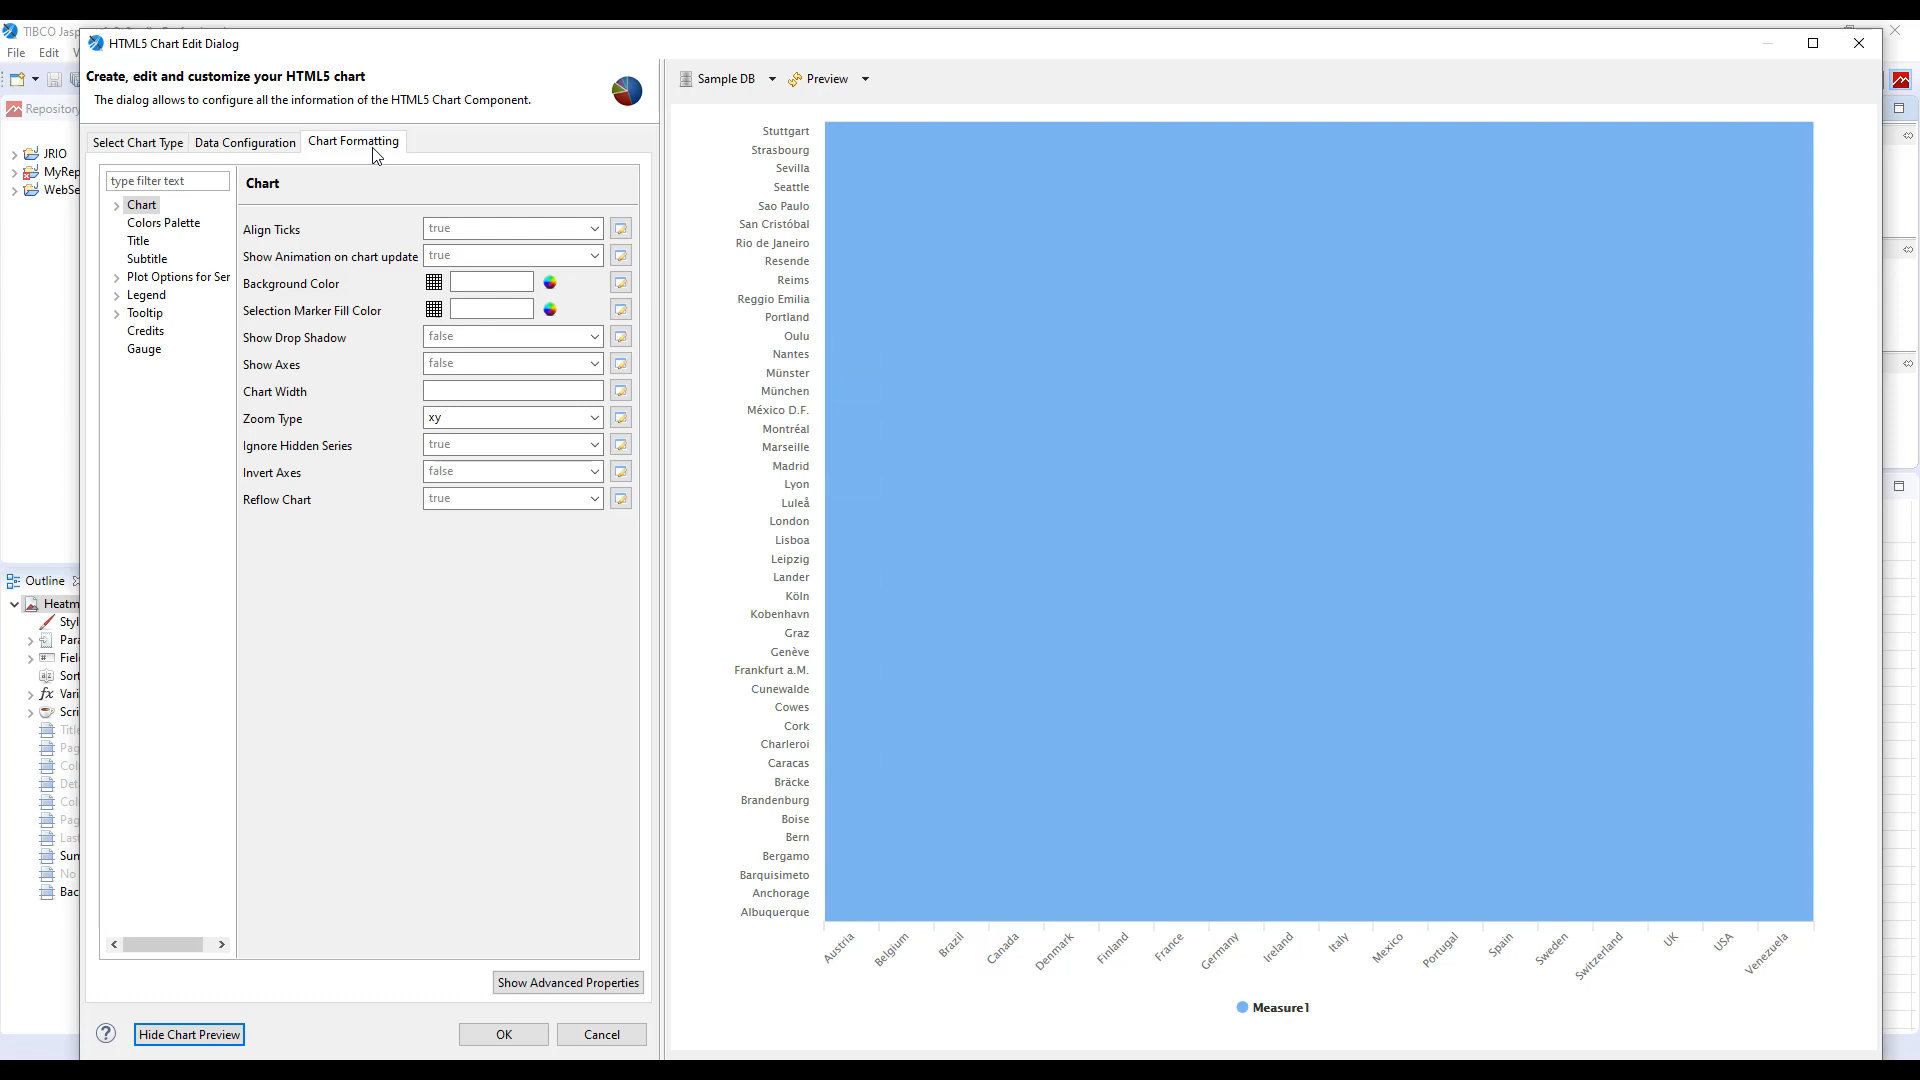 TIBCO Jasp
HTML5 Chart Edit Dialog
File Edit V
Create, edit and customize your HTML5 chart
The dialog allows to configure all the information of the HTML5 Chart Component.
Sample DB
Preview
Repository
Select Chart Type
Data Configuration
Chart Formatting
JRIO
MyRep
WebSe
type filter text
Chart
Colors Palette
Title
Subtitle
Plot Options for Ser
Legend
Tooltip
Credits
Gauge
Chart
Align Ticks true
Show Animation on chart update true
Background Color
Selection Marker Fill Color
Show Drop Shadow false
Show Axes false
Chart Width
Zoom Type xy
Ignore Hidden Series true
Invert Axes false
Reflow Chart true
Show Advanced Properties
Hide Chart Preview
OK
Cancel
Outline
Heatm
Styl
Para
Fiel
Sort
fx Vari
Scri
Title
Pag
Col
Det
Col
Pag
Last
Sum
No
Bac
Stuttgart
Strasbourg
Sevilla
Seattle
Sao Paulo
San Cristóbal
Rio de Janeiro
Resende
Reims
Reggio Emilia
Portland
Oulu
Nantes
Münster
München
México D.F.
Montréal
Marseille
Madrid
Lyon
Luleå
London
Lisboa
Leipzig
Lander
Köln
Kobenhavn
Graz
Genève
Frankfurt a.M.
Cunewalde
Cowes
Cork
Charleroi
Caracas
Bräcke
Brandenburg
Boise
Bern
Bergamo
Barquisimeto
Anchorage
Albuquerque
Austria Belgium Brazil Canada Denmark Finland France Germany Ireland Italy Mexico Portugal Spain Sweden Switzerland UK USA Venezuela
Measure1